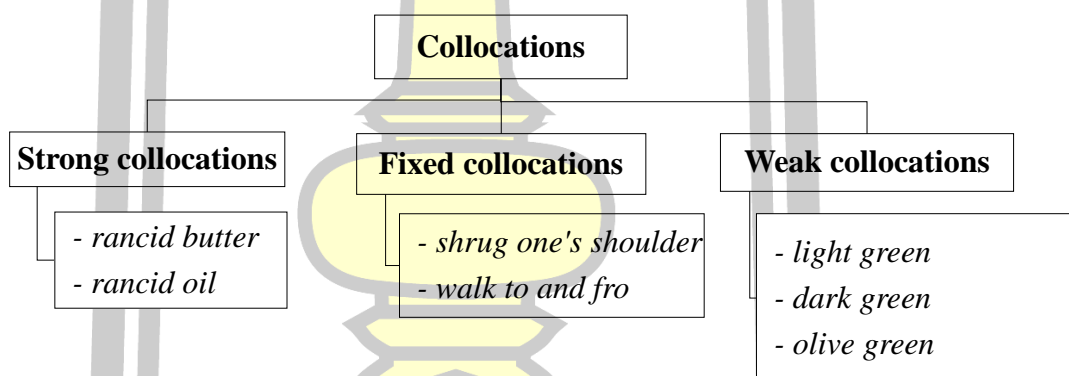 Collocations
Strong collocations
Fixed collocations
Weak collocations
- rancid butter
- rancid oil
- shrug one's shoulder
- walk to and fro
- light green
- dark green
- olive green